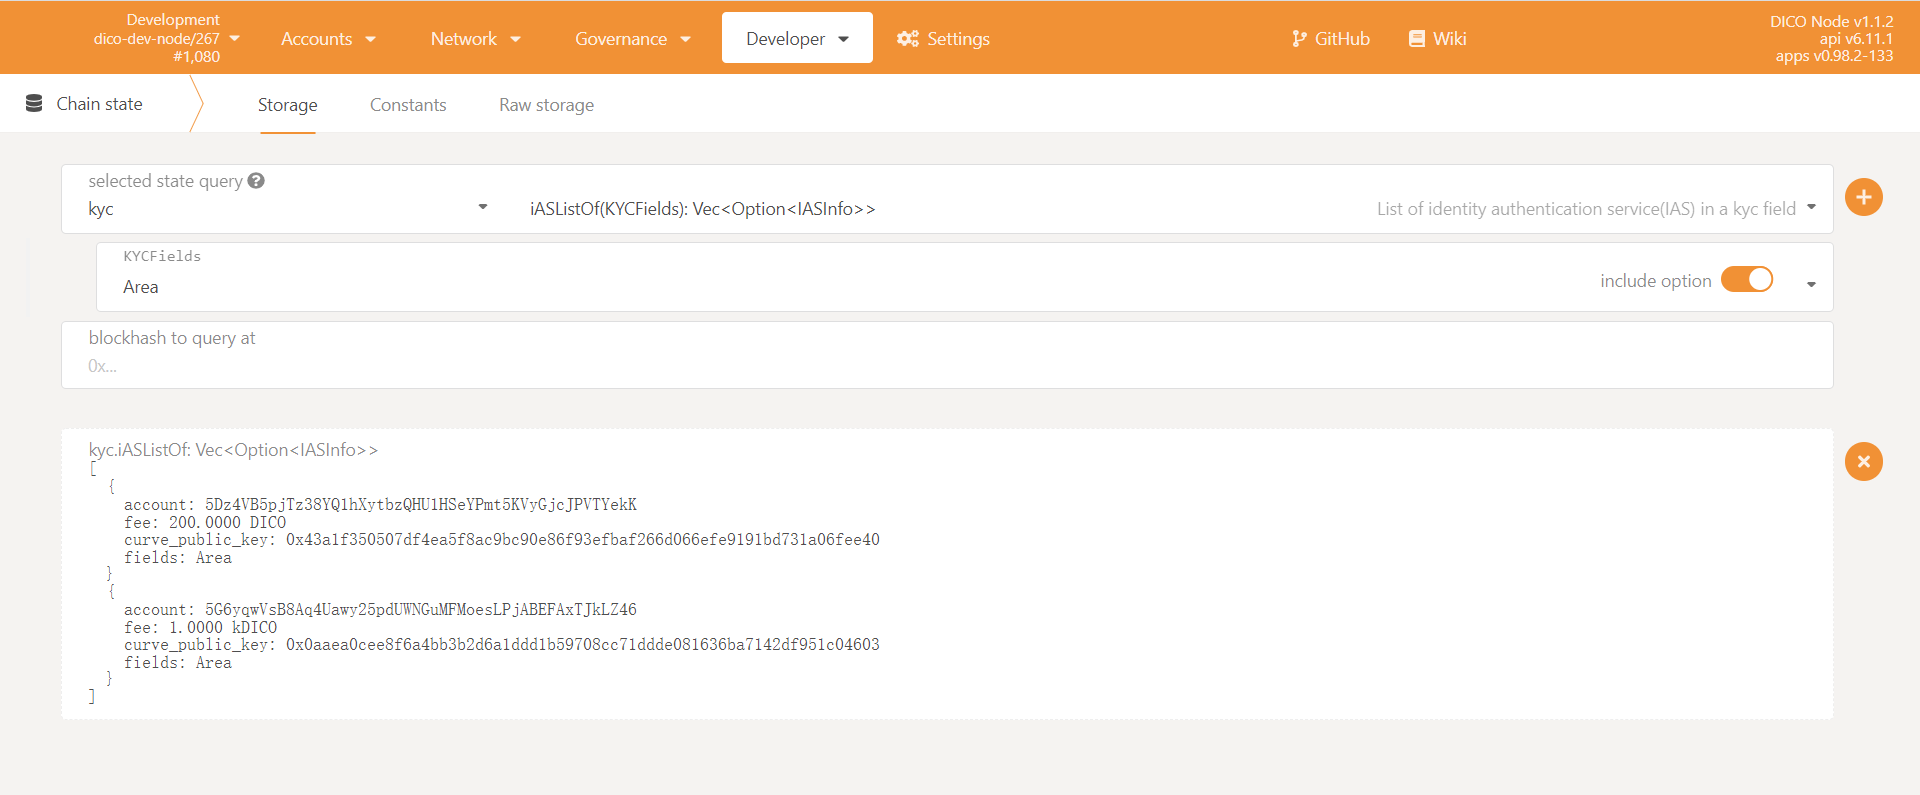 Development
dico-dev-node/267
#1,080
Accounts
Network
Governance
Developer
Settings
GitHub
Wiki
DICO Node v1.1.2
api v6.11.1
apps v0.98.2-133
Chain state
Storage
Constants
Raw storage
selected state query
kyc
iASListOf(KYCFields): Vec<Option<IASInfo>>
List of identity authentication service(IAS) in a kyc field
KYCFields
Area
include option
blockhash to query at
0x...
kyc.iASListOf: Vec<Option<IASInfo>>
[
{
account: 5Dz4VB5pjTz38YQ1hXytbzQHU1HSeYPmt5KVyGjcJPVTYekK
fee: 200.0000 DICO
curve_public_key: 0x43a1f350507df4ea5f8ac9bc90e86f93efbaf266d066efe9191bd731a06fee40
fields: Area
}
{
account: 5G6yqwVsB8Aq4Uawy25pdUWNGuMFMoesLPjABEFAxTJkLZ46
fee: 1.0000 kDICO
curve_public_key: 0x0aaea0cee8f6a4bb3b2d6a1ddd1b59708cc71ddde081636ba7142df951c04603
fields: Area
}
]